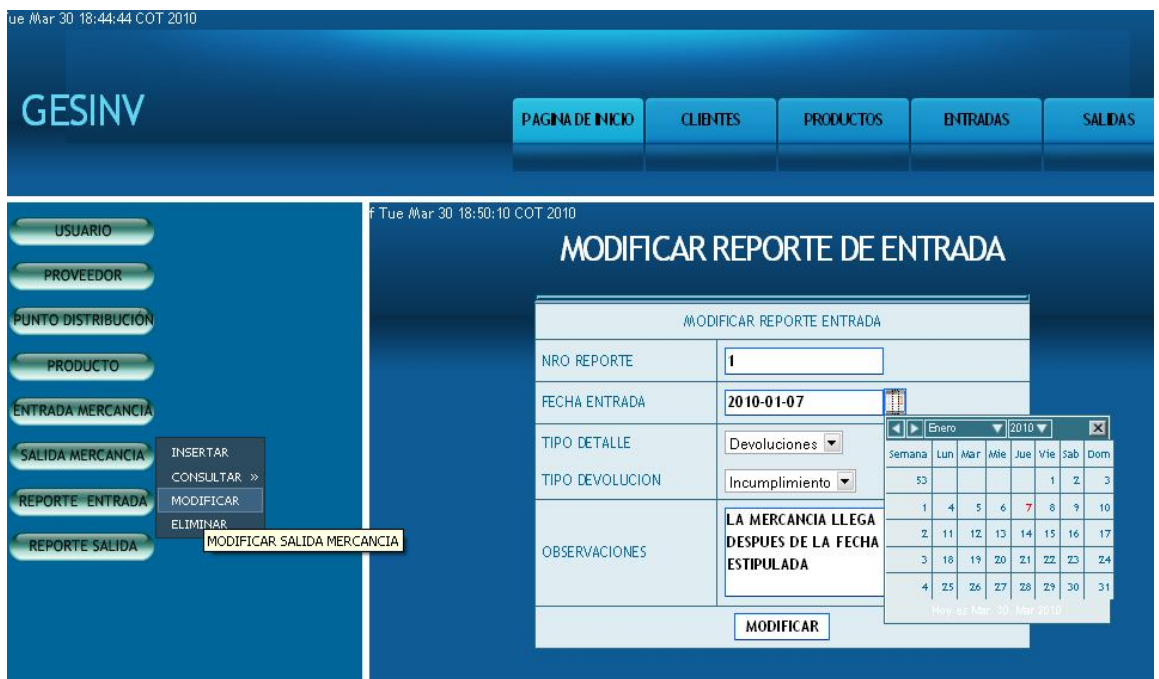 ue Mar 30 18:44:44 COT 2010
GESINV
PAGINA DE INICIO CLIENTES PRODUCTOS ENTRADAS SALIDAS
USUARIO
PROVEEDOR
PUNTO DISTRIBUCIÓN
PRODUCTO
ENTRADA MERCANCIA
SALIDA MERCANCIA
REPORTE ENTRADA
REPORTE SALIDA
INSERTAR
CONSULTAR »
MODIFICAR
ELIMINAR
MODIFICAR SALIDA MERCANCIA
f Tue Mar 30 18:50:10 COT 2010
MODIFICAR REPORTE DE ENTRADA
MODIFICAR REPORTE ENTRADA
NRO REPORTE 1
FECHA ENTRADA 2010-01-07
TIPO DETALLE Devoluciones
TIPO DEVOLUCION Incumplimiento
OBSERVACIONES
LA MERCANCIA LLEGA
DESPUES DE LA FECHA
ESTIPULADA
MODIFICAR
Enero 2010
Semana Lun Mar Mie Jue Vie Sab Dom
53 1 2 3
1 4 5 6 7 8 9 10
2 11 12 13 14 15 16 17
3 18 19 20 21 22 23 24
4 25 26 27 28 29 30 31
Hoy es Mar, 30, Mar 2010